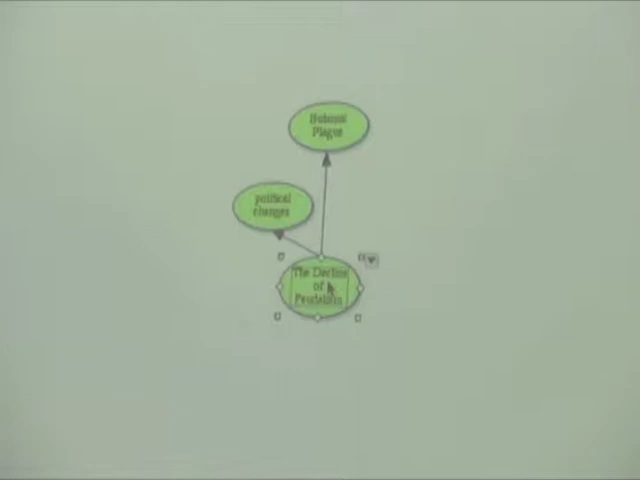 Bubonic
Plague
political
changes
The Decline
of
Feudalism